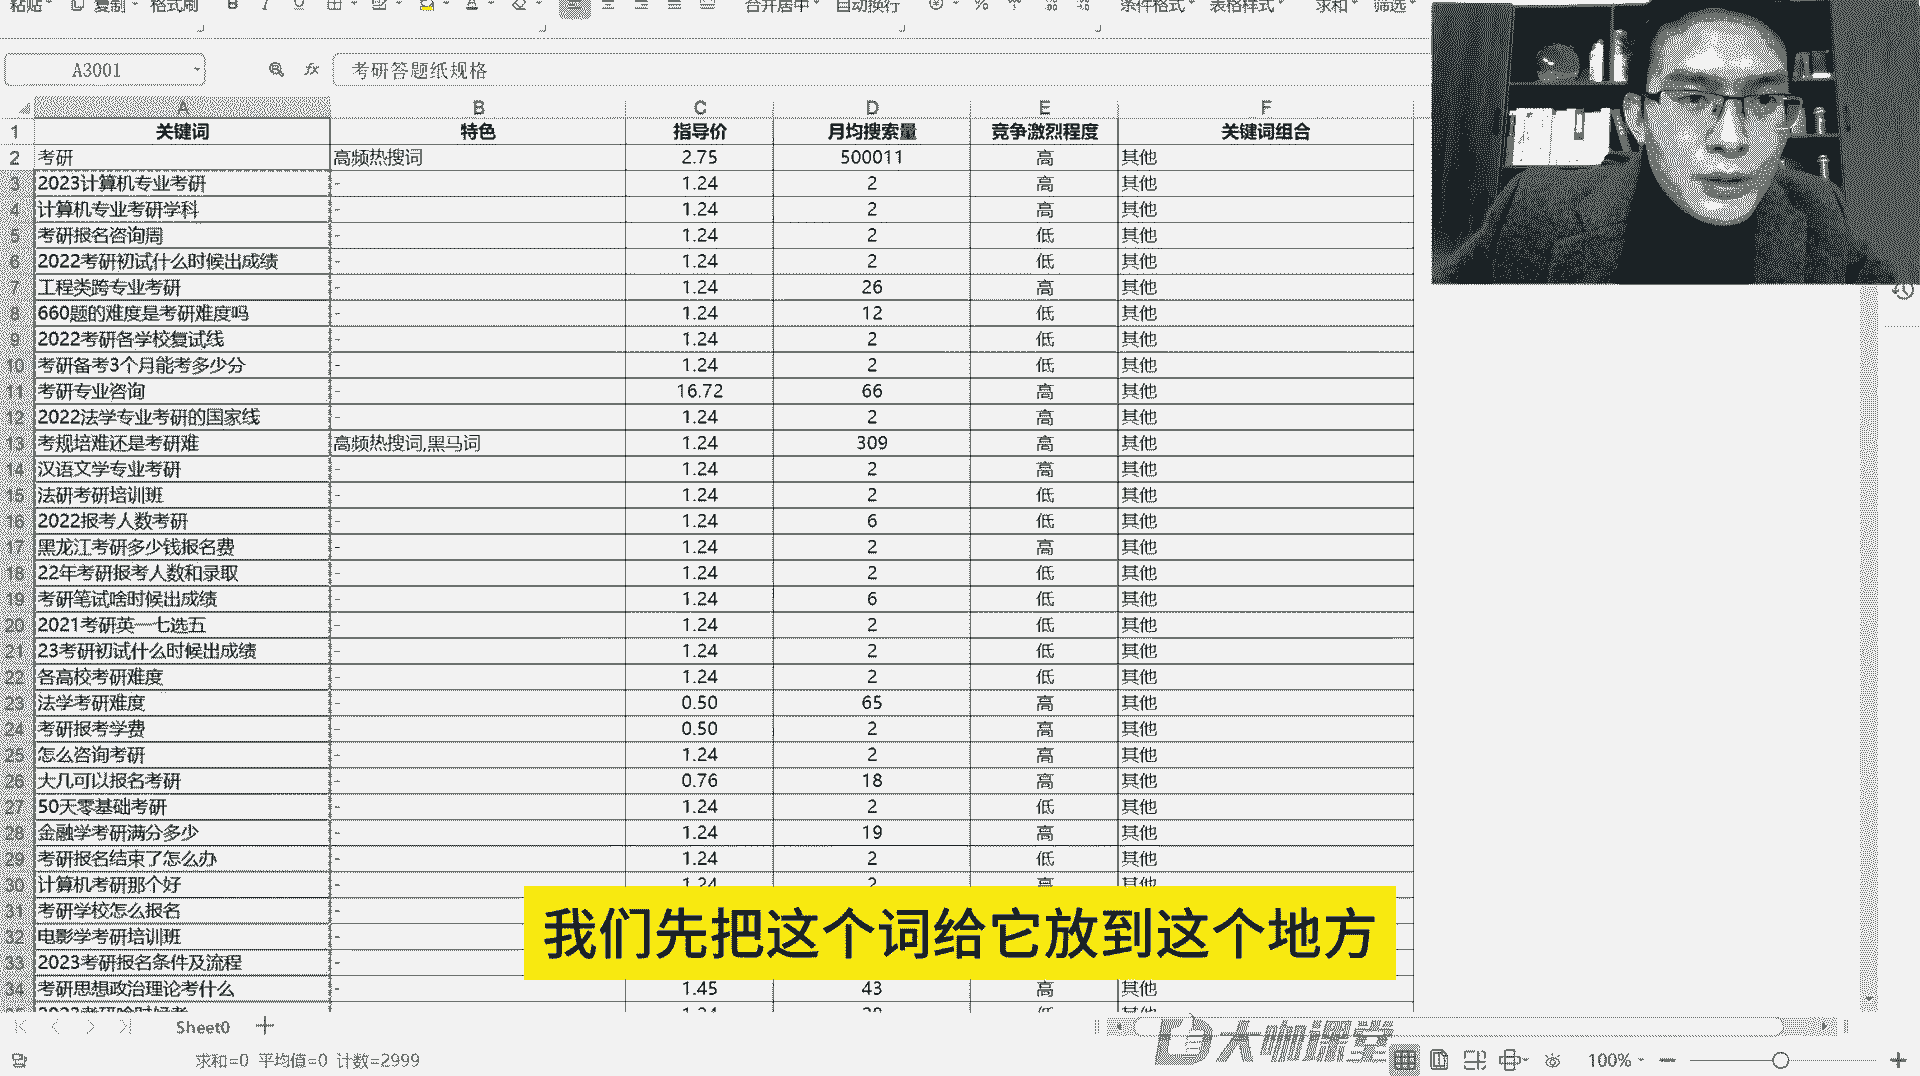 粘贴 复制 格式刷 B I U A 合并居中 自动换行 % 条件格式 表格样式 求和 筛选
A3001 fx 考研答题纸规格
A B C D E F
1 关键词 特色 指导价 月均搜索量 竞争激烈程度 关键词组合
2 考研 高频热搜词 2.75 500011 高 其他
3 2023计算机专业考研 - 1.24 2 高 其他
4 计算机专业考研学科 - 1.24 2 高 其他
5 考研报名咨询周 - 1.24 2 低 其他
6 2022考研初试什么时候出成绩 - 1.24 2 低 其他
7 工程类跨专业考研 - 1.24 26 高 其他
8 660题的难度是考研难度吗 - 1.24 12 低 其他
9 2022考研各学校复试线 - 1.24 2 低 其他
10 考研备考3个月能考多少分 - 1.24 2 低 其他
11 考研专业咨询 - 16.72 66 高 其他
12 2022法学专业考研的国家线 - 1.24 2 高 其他
13 考规培难还是考研难 高频热搜词,黑马词 1.24 309 高 其他
14 汉语文学专业考研 - 1.24 2 高 其他
15 法研考研培训班 - 1.24 2 低 其他
16 2022报考人数考研 - 1.24 6 低 其他
17 黑龙江考研多少钱报名费 - 1.24 2 高 其他
18 22年考研报考人数和录取 - 1.24 2 低 其他
19 考研笔试啥时候出成绩 - 1.24 6 低 其他
20 2021考研英一七选五 - 1.24 2 低 其他
21 23考研初试什么时候出成绩 - 1.24 2 低 其他
22 各高校考研难度 - 1.24 2 低 其他
23 法学考研难度 - 0.50 65 高 其他
24 考研报考学费 - 0.50 2 高 其他
25 怎么咨询考研 - 1.24 2 高 其他
26 大几可以报名考研 - 0.76 18 高 其他
27 50天零基础考研 - 1.24 2 低 其他
28 金融学考研满分多少 - 1.24 19 高 其他
29 考研报名结束了怎么办 - 1.24 2 低 其他
30 计算机考研那个好 - 1.24 2 高 其他
31 考研学校怎么报名 -
32 电影学考研培训班 -
33 2023考研报名条件及流程 -
我们先把这个词给它放到这个地方
34 考研思想政治理论考什么 - 1.45 43 高 其他
Sheet0
大咖课堂
求和=0 平均值=0 计数=2999 100%